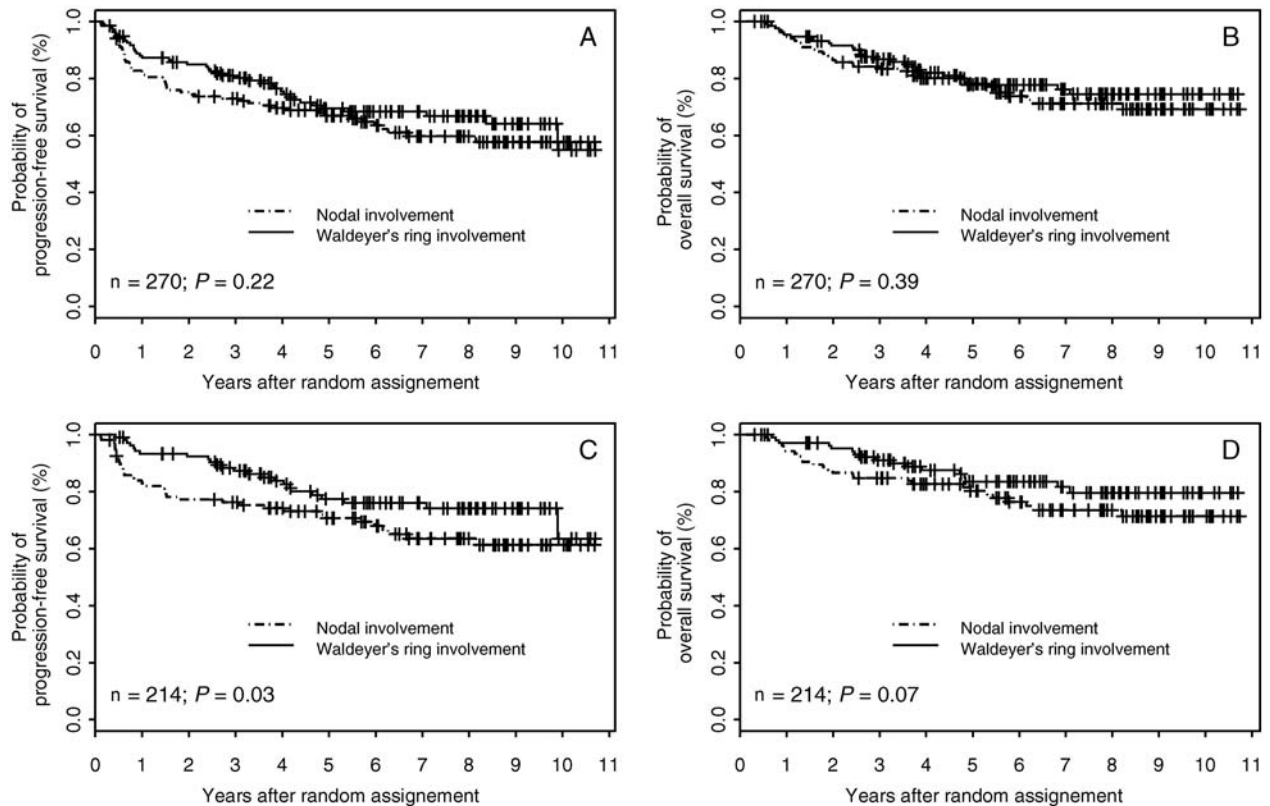 A
Probability of
progression-free survival (%)
1.0
0.8
0.6
0.4
0.2
0.0
Nodal involvement
Waldeyer's ring involvement
n = 270; P = 0.22
0 1 2 3 4 5 6 7 8 9 10 11
Years after random assignement
B
Probability of
overall survival (%)
1.0
0.8
0.6
0.4
0.2
0.0
Nodal involvement
Waldeyer's ring involvement
n = 270; P = 0.39
0 1 2 3 4 5 6 7 8 9 10 11
Years after random assignement
C
Probability of
progression-free survival (%)
1.0
0.8
0.6
0.4
0.2
0.0
Nodal involvement
Waldeyer's ring involvement
n = 214; P = 0.03
0 1 2 3 4 5 6 7 8 9 10 11
Years after random assignement
D
Probability of
overall survival (%)
1.0
0.8
0.6
0.4
0.2
0.0
Nodal involvement
Waldeyer's ring involvement
n = 214; P = 0.07
0 1 2 3 4 5 6 7 8 9 10 11
Years after random assignement